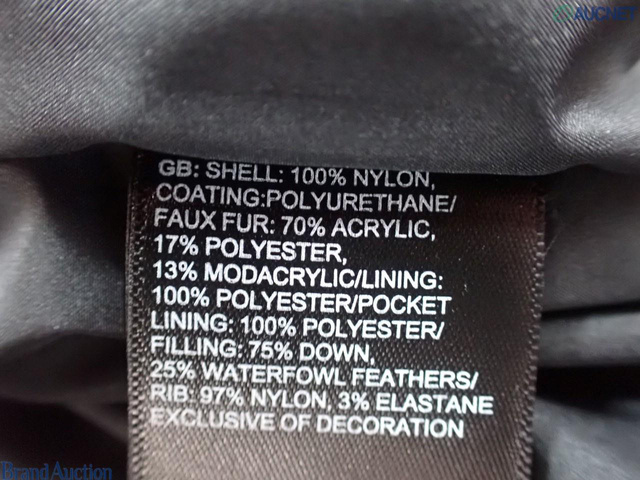 AUCNET
GB: SHELL: 100% NYLON,
COATING:POLYURETHANE/
FAUX FUR: 70% ACRYLIC,
17% POLYESTER,
13% MODACRYLIC/LINING:
100% POLYESTER/POCKET
LINING: 100% POLYESTER/
FILLING: 75% DOWN,
25% WATERFOWL FEATHERS/
RIB: 97% NYLON, 3% ELASTANE
EXCLUSIVE OF DECORATION
Brand Auction